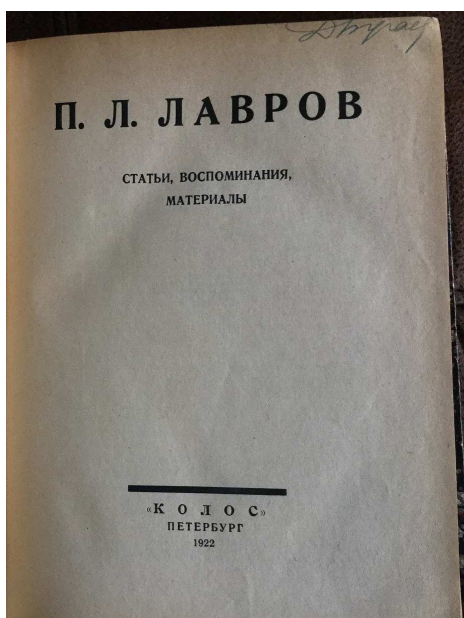 П. Л. ЛАВРОВ
СТАТЬИ, ВОСПОМИНАНИЯ,
МАТЕРИАЛЫ
«КОЛОС»
ПЕТЕРБУРГ
1922